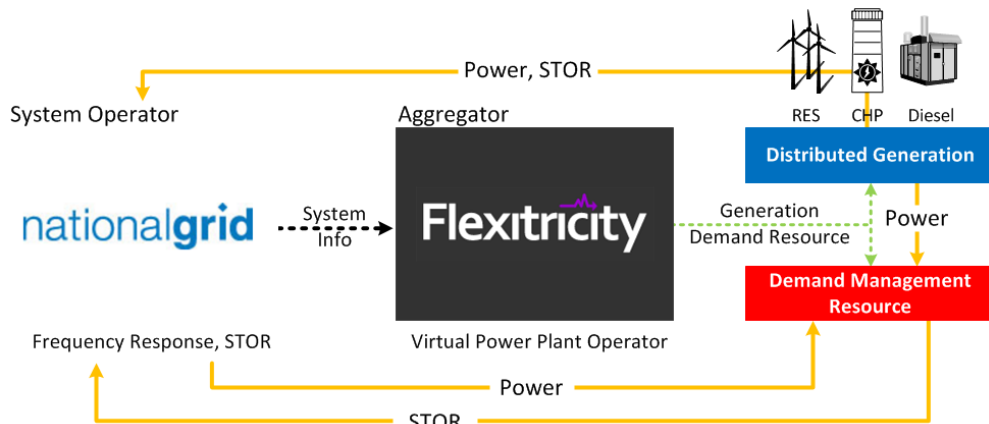 Power, STOR
System Operator
Aggregator
RES
CHP
Diesel
Distributed Generation
nationalgrid
System
Info
Flexitricity
Generation
Demand Resource
Power
Demand Management
Resource
Frequency Response, STOR
Virtual Power Plant Operator
Power
STOR